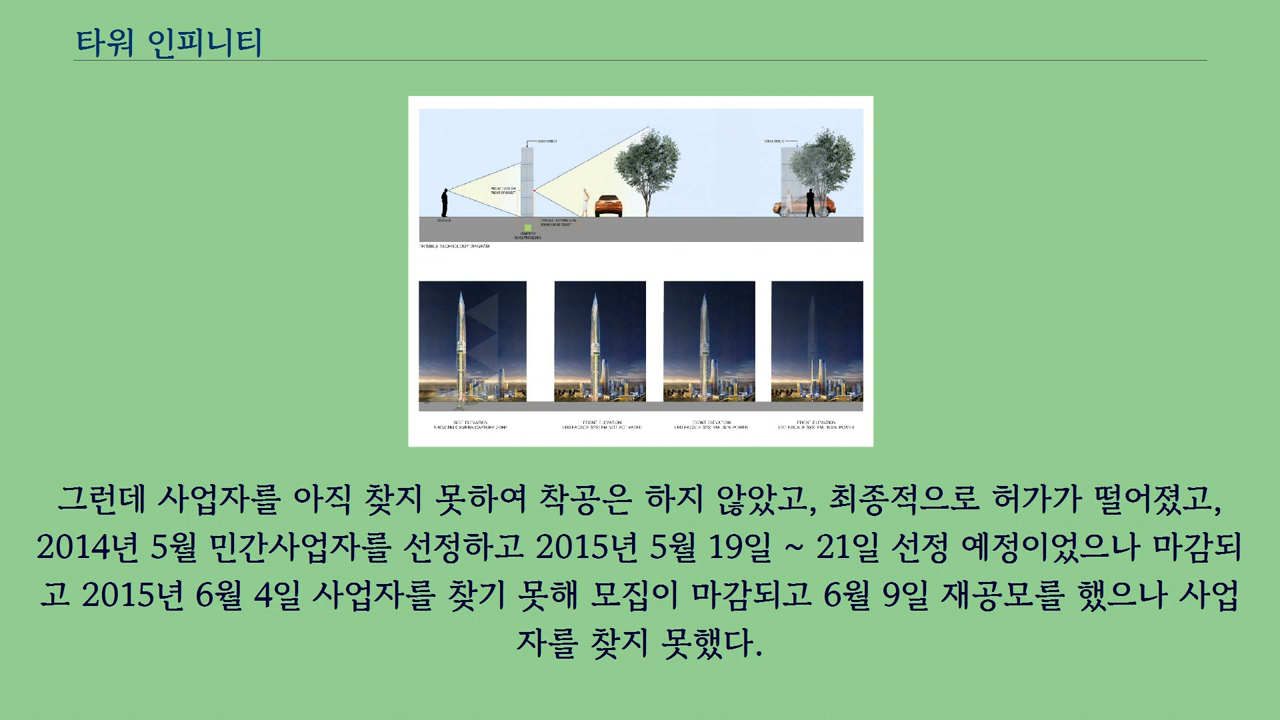 타워 인피니티
그런데 사업자를 아직 찾지 못하여 착공은 하지 않았고, 최종적으로 허가가 떨어졌고,
2014년 5월 민간사업자를 선정하고 2015년 5월 19일 ~ 21일 선정 예정이었으나 마감되
고 2015년 6월 4일 사업자를 찾기 못해 모집이 마감되고 6월 9일 재공모를 했으나 사업
자를 찾지 못했다.